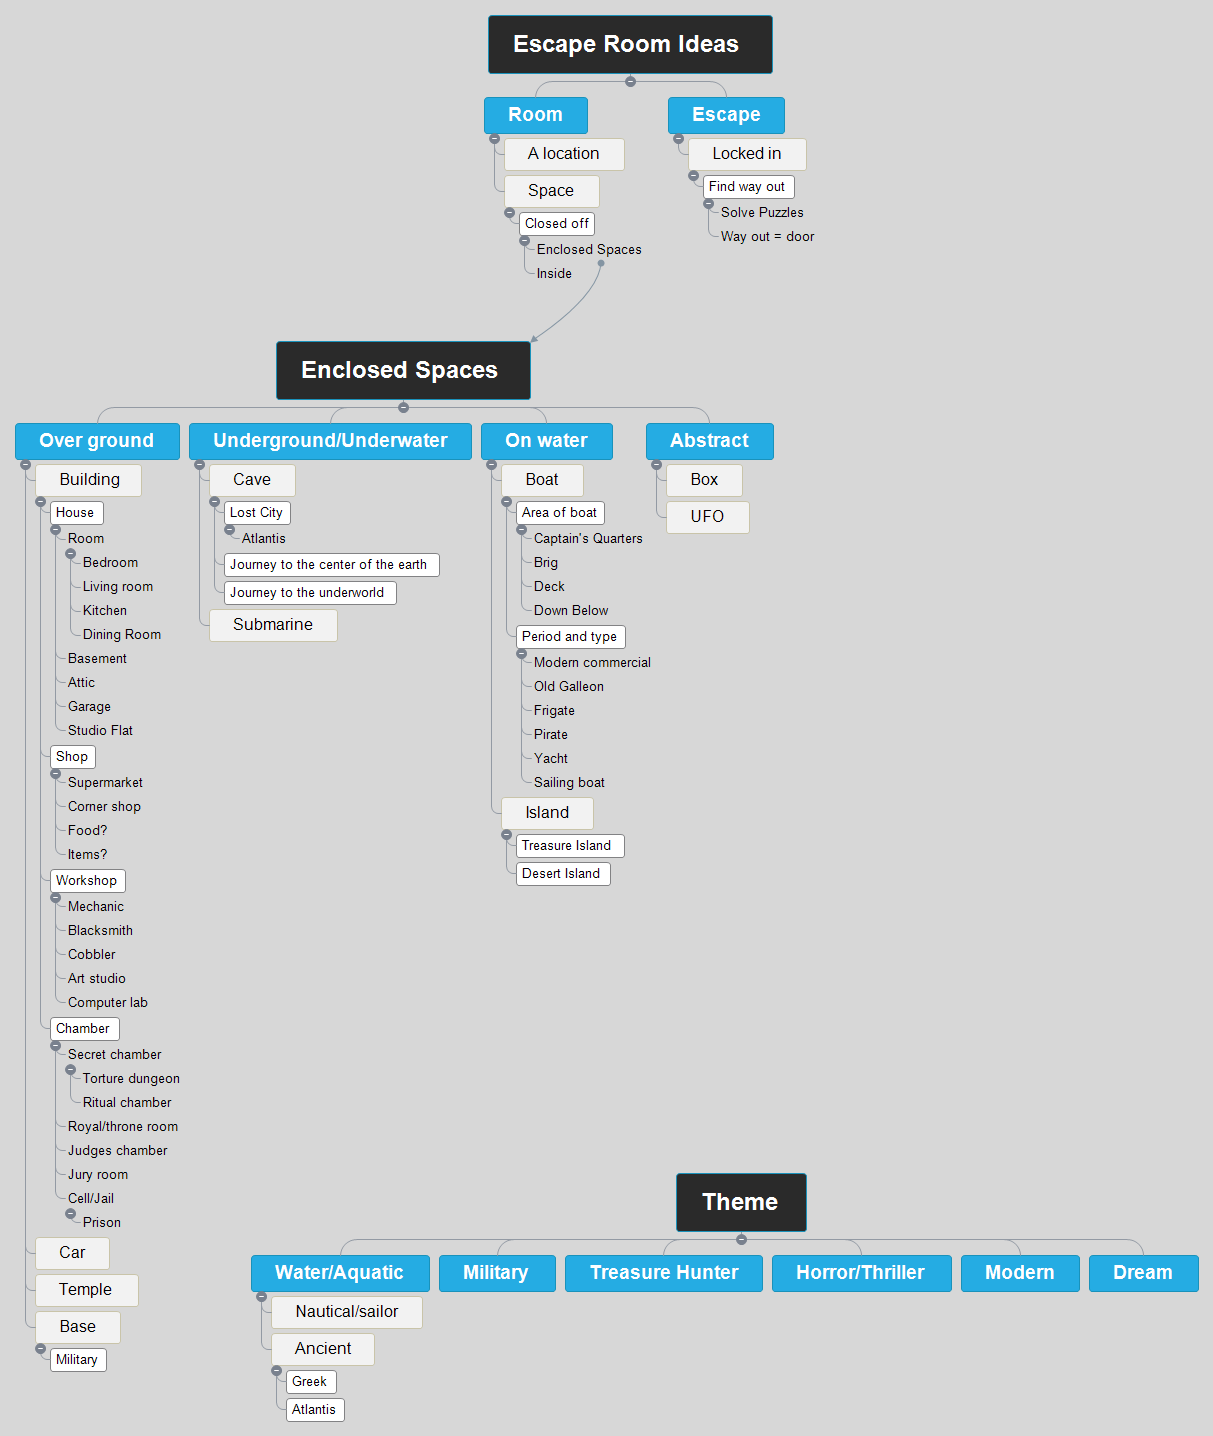 Escape Room Ideas
Room
A location
Space
Closed off
Enclosed Spaces
Inside
Escape
Locked in
Find way out
Solve Puzzles
Way out = door
Enclosed Spaces
Over ground
Building
House
Room
Bedroom
Living room
Kitchen
Dining Room
Basement
Attic
Garage
Studio Flat
Shop
Supermarket
Corner shop
Food?
Items?
Workshop
Mechanic
Blacksmith
Cobbler
Art studio
Computer lab
Chamber
Secret chamber
Torture dungeon
Ritual chamber
Royal/throne room
Judges chamber
Jury room
Cell/Jail
Prison
Car
Temple
Base
Military
Underground/Underwater
Cave
Lost City
Atlantis
Journey to the center of the earth
Journey to the underworld
Submarine
On water
Boat
Area of boat
Captain's Quarters
Brig
Deck
Down Below
Period and type
Modern commercial
Old Galleon
Frigate
Pirate
Yacht
Sailing boat
Island
Treasure Island
Desert Island
Abstract
Box
UFO
Theme
Water/Aquatic
Nautical/sailor
Ancient
Greek
Atlantis
Military
Treasure Hunter
Horror/Thriller
Modern
Dream